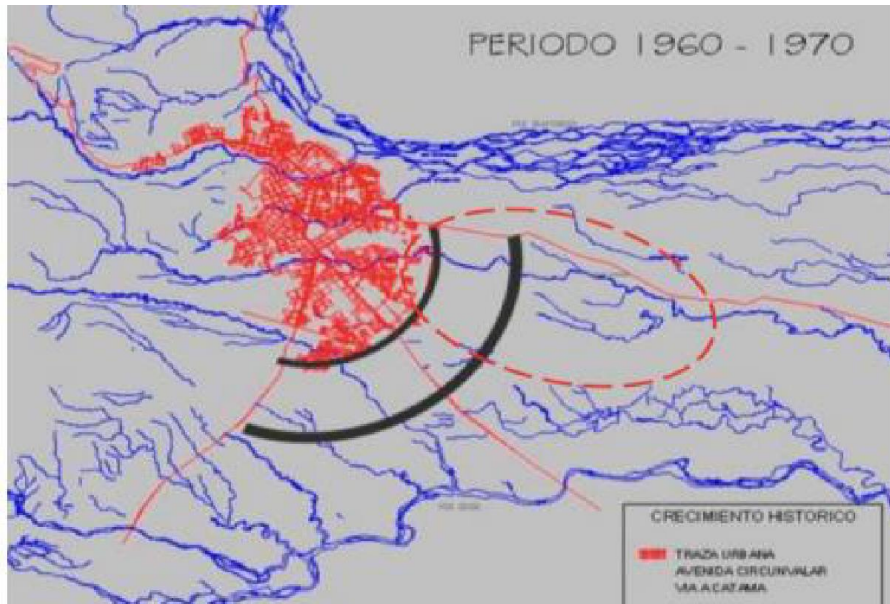 PERIODO 1960 - 1970
CRECIMIENTO HISTORICO
TRAZA URBANA
AVENIDA CIRCUNVALAR
VIA A CATAMA